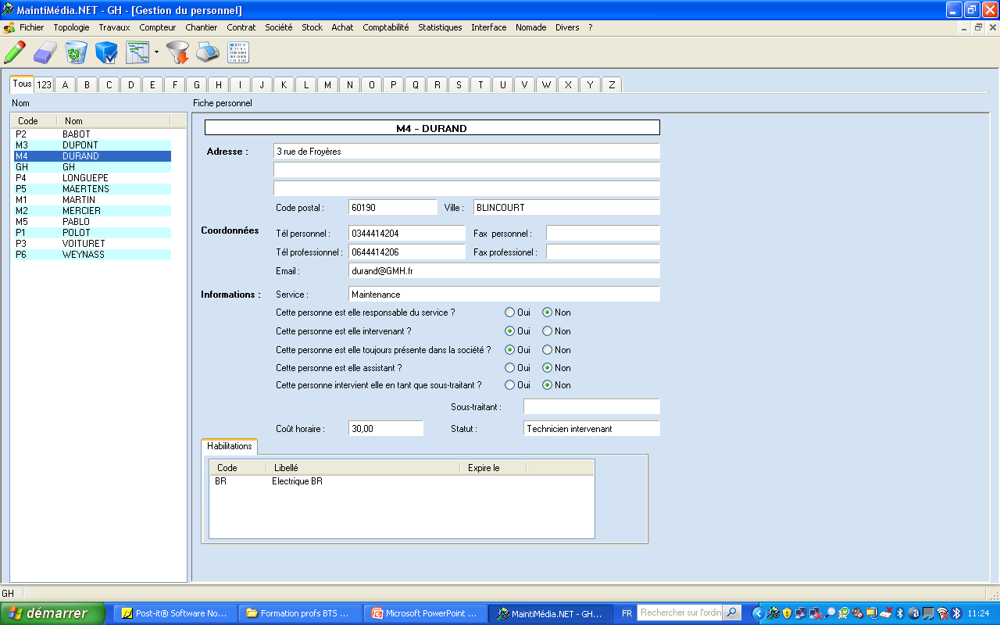 MaintiMédia.NET - GH - [Gestion du personnel]
Fichier Topologie Travaux Compteur Chantier Contrat Société Stock Achat Comptabilité Statistiques Interface Nomade Divers ?
Tous 123 A B C D E F G H I J K L M N O P Q R S T U V W X Y Z
Nom
Fiche personnel
Code Nom
P2 BABOT
M3 DUPONT
M4 DURAND
GH GH
P4 LONGUEPE
P5 MAERTENS
M1 MARTIN
M2 MERCIER
M5 PABLO
P1 POLOT
P3 VOITURET
P6 WEYNASS
M4 - DURAND
Adresse : 3 rue de Froyères
Code postal : 60190 Ville : BLINCOURT
Coordonnées Tél personnel : 0344414204 Fax personnel :
Tél professionnel : 0644414206 Fax professionel :
Email : durand@GMH.fr
Informations : Service : Maintenance
Cette personne est elle responsable du service ? Oui Non
Cette personne est elle intervenant ? Oui Non
Cette personne est elle toujours présente dans la société ? Oui Non
Cette personne est elle assistant ? Oui Non
Cette personne intervient elle en tant que sous-traitant ? Oui Non
Sous-traitant :
Coût horaire : 30,00 Statut : Technicien intervenant
Habilitations
Code Libellé Expire le
BR Electrique BR
GH
démarrer Post-it® Software No... Formation profs BTS ... Microsoft PowerPoint ... MaintiMédia.NET - GH... FR Rechercher sur l'ordin 11:24